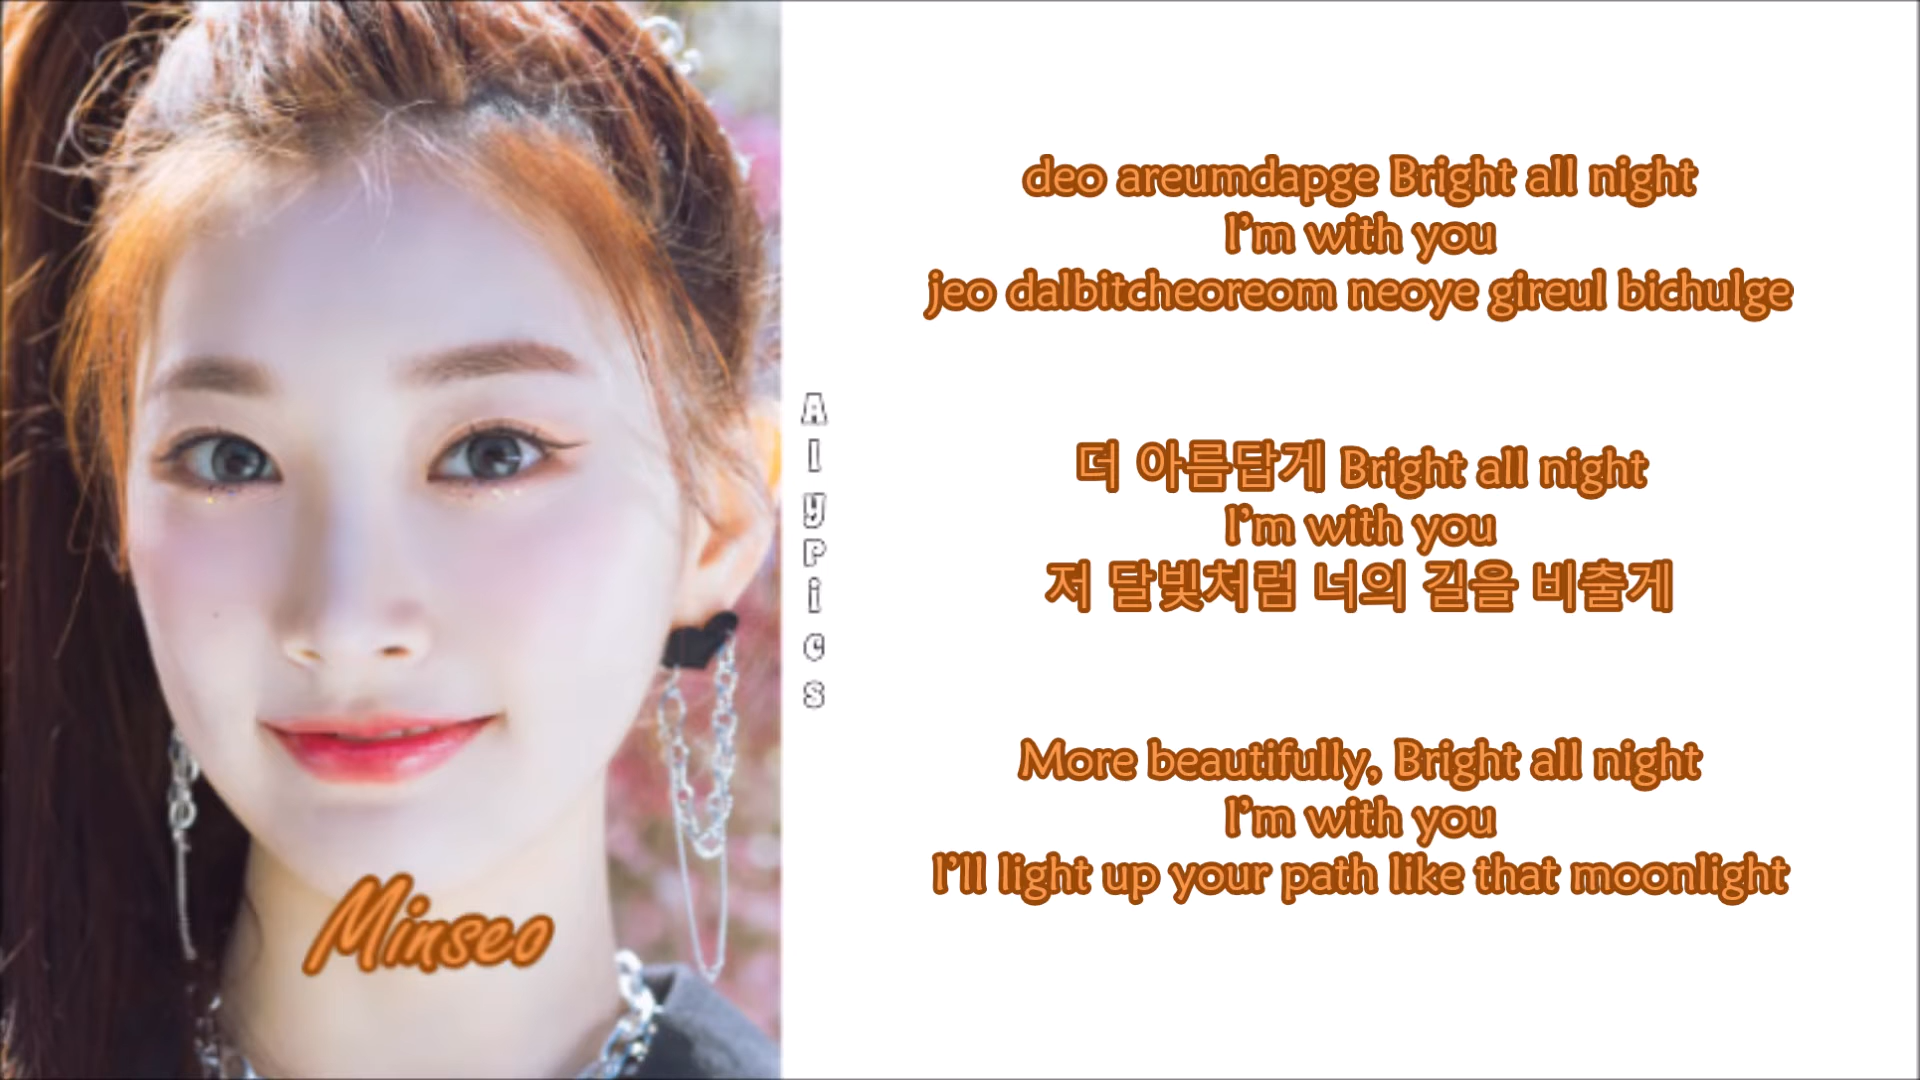 deo areumdapge Bright all night
I'm with you
jeo dalbitcheoreom neoye gireul bichulge
더 아름답게 Bright all night
I'm with you
저 달빛처럼 너의 길을 비출게
More beautifully, Bright all night
I'm with you
I'll light up your path like that moonlight
AlyPics
Minseo